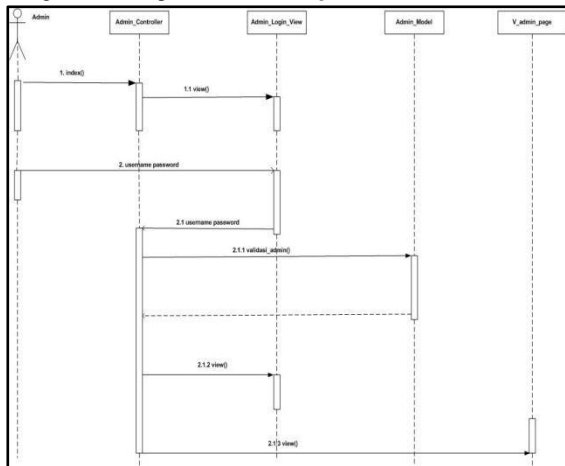 Admin
Admin_Controller
Admin_Login_View
Admin_Model
V_admin_page
1. index()
1.1 view()
2. username password
2.1 username password
2.1.1 validasi_admin()
2.1.2 view()
2.1.3 view()